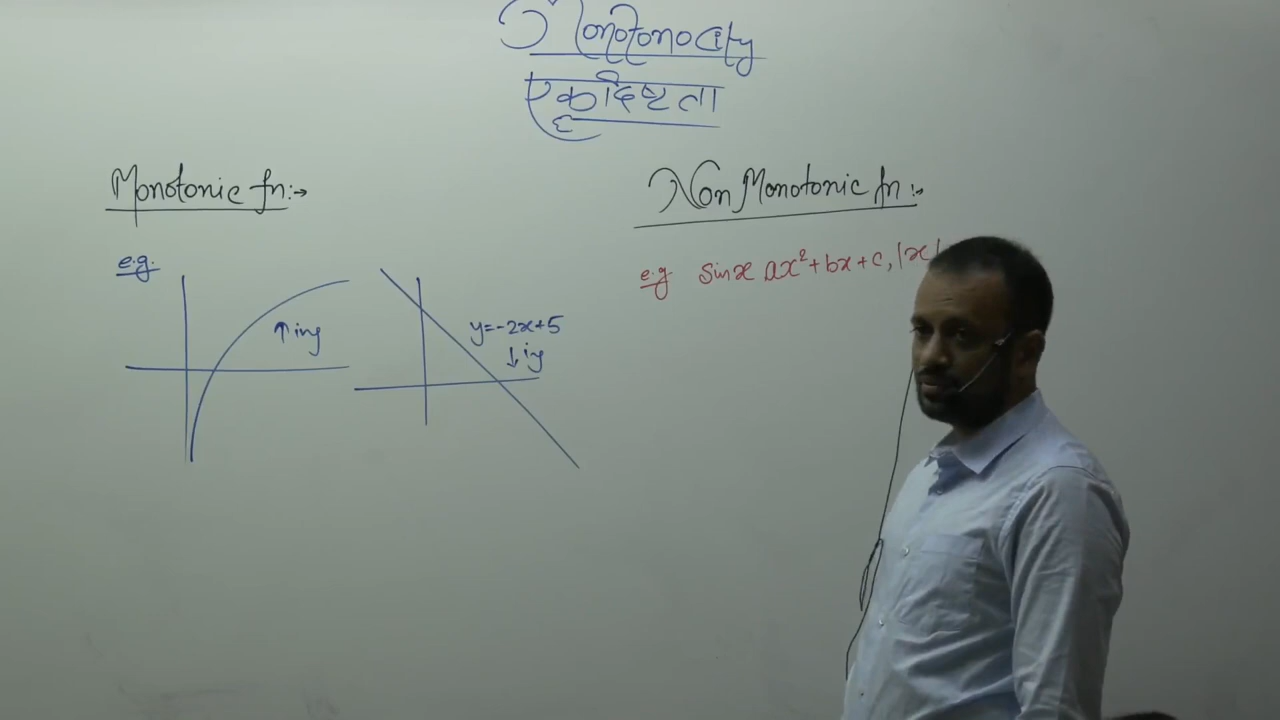 Monotonocity
एकदिष्टता
Monotonic fn:→
Non Monotonic fn:→
e.g.
↑ ing
y=-2x+5
↓ ing
e.g. sinx ax²+bx+c, |x|